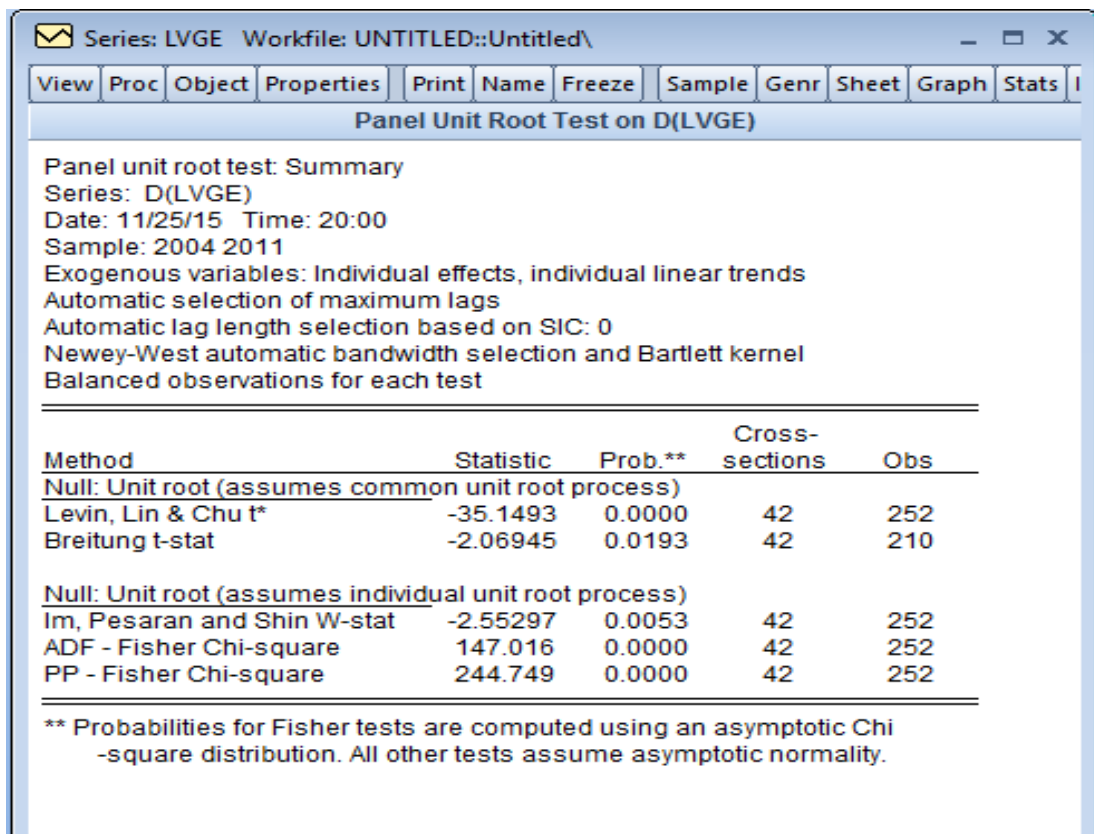 Series: LVGE Workfile: UNTITLED::Untitled\
View Proc Object Properties Print Name Freeze Sample Genr Sheet Graph Stats
Panel Unit Root Test on D(LVGE)
Panel unit root test: Summary
Series: D(LVGE)
Date: 11/25/15 Time: 20:00
Sample: 2004 2011
Exogenous variables: Individual effects, individual linear trends
Automatic selection of maximum lags
Automatic lag length selection based on SIC: 0
Newey-West automatic bandwidth selection and Bartlett kernel
Balanced observations for each test
Cross-
Method Statistic Prob.** sections Obs
Null: Unit root (assumes common unit root process)
Levin, Lin & Chu t* -35.1493 0.0000 42 252
Breitung t-stat -2.06945 0.0193 42 210
Null: Unit root (assumes individual unit root process)
Im, Pesaran and Shin W-stat -2.55297 0.0053 42 252
ADF - Fisher Chi-square 147.016 0.0000 42 252
PP - Fisher Chi-square 244.749 0.0000 42 252
** Probabilities for Fisher tests are computed using an asymptotic Chi
-square distribution. All other tests assume asymptotic normality.